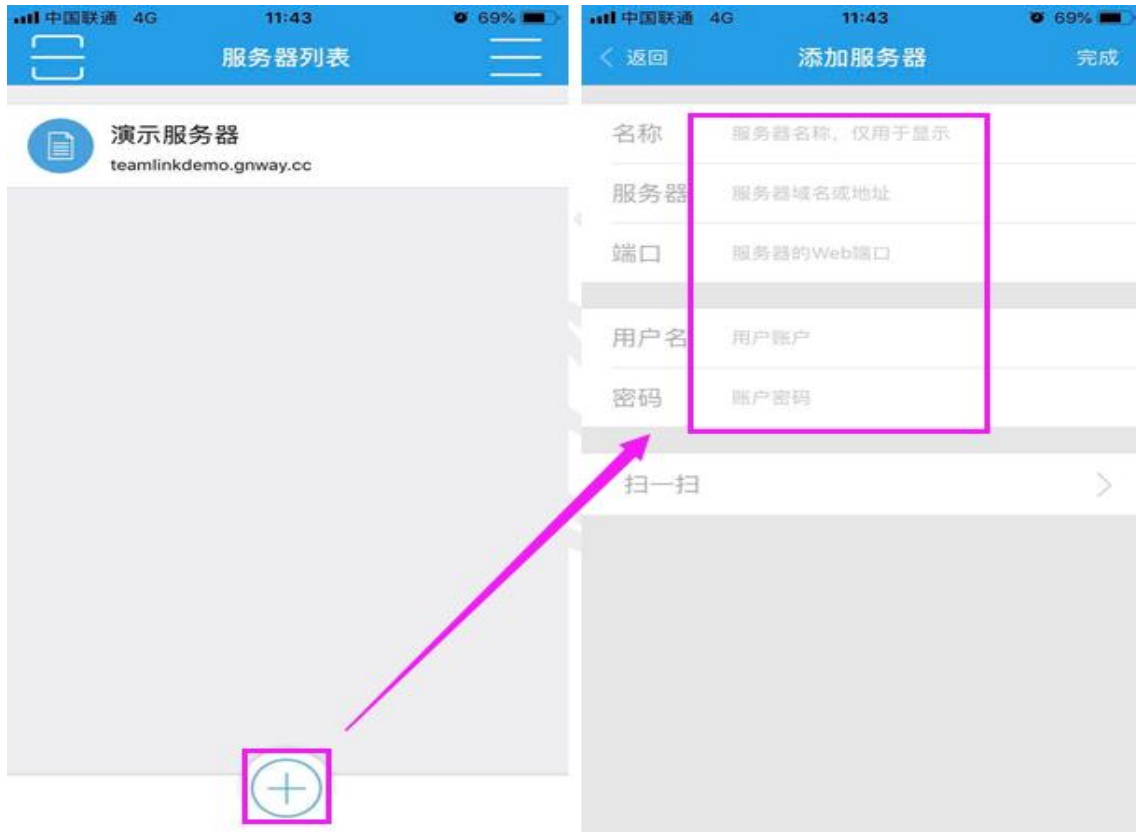 中国联通 4G 11:43 69%
服务器列表
演示服务器
teamlinkdemo.gnway.cc
中国联通 4G 11:43 69%
返回 添加服务器 完成
名称 服务器名称，仅用于显示
服务器 服务器域名或地址
端口 服务器的Web端口
用户名 用户账户
密码 账户密码
扫一扫